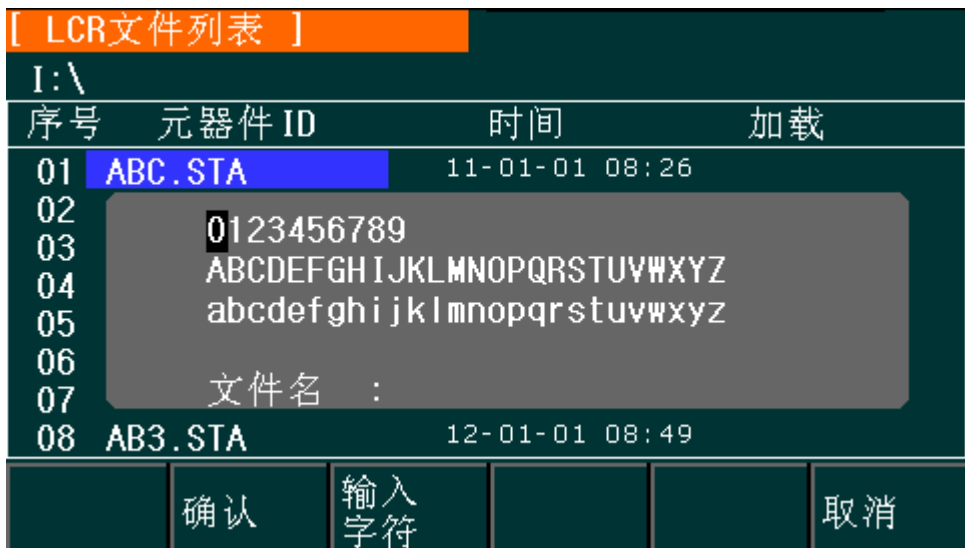 [ LCR文件列表 ]
I:\
序号 元器件ID 时间 加载
01 ABC.STA 11-01-01 08:26
02
03
04
05
06
07
0123456789
ABCDEFGHIJKLMNOPQRSTUVWXYZ
abcdefghijklmnopqrstuvwxyz
文件名 :
08 AB3.STA 12-01-01 08:49
确认 输入字符 取消